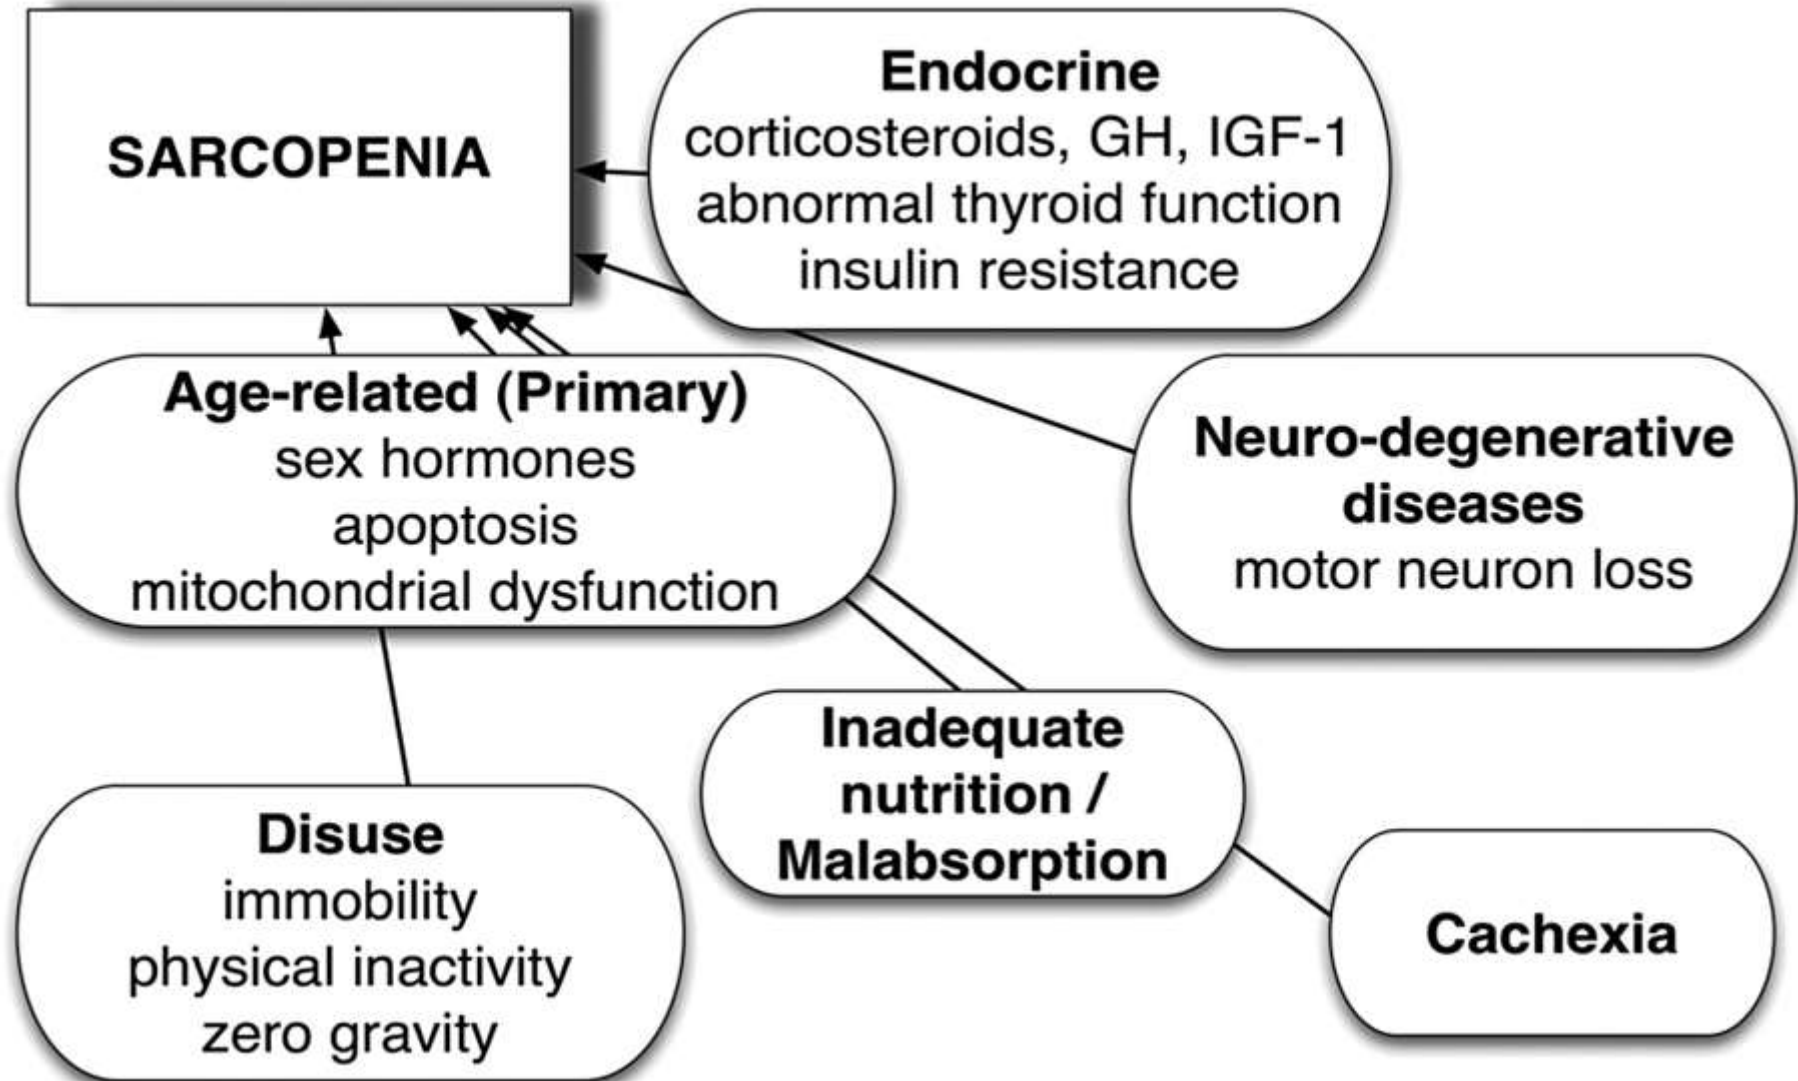 SARCOPENIA
Endocrine
corticosteroids, GH, IGF-1
abnormal thyroid function
insulin resistance
Age-related (Primary)
sex hormones
apoptosis
mitochondrial dysfunction
Neuro-degenerative
diseases
motor neuron loss
Inadequate
nutrition /
Malabsorption
Disuse
immobility
physical inactivity
zero gravity
Cachexia